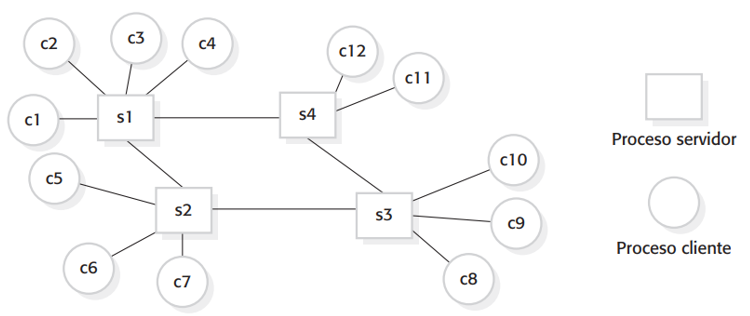 c2
c3
c4
c12
c11
c1
s1
s4
Proceso servidor
c5
c10
s2
s3
c9
Proceso cliente
c6
c7
c8